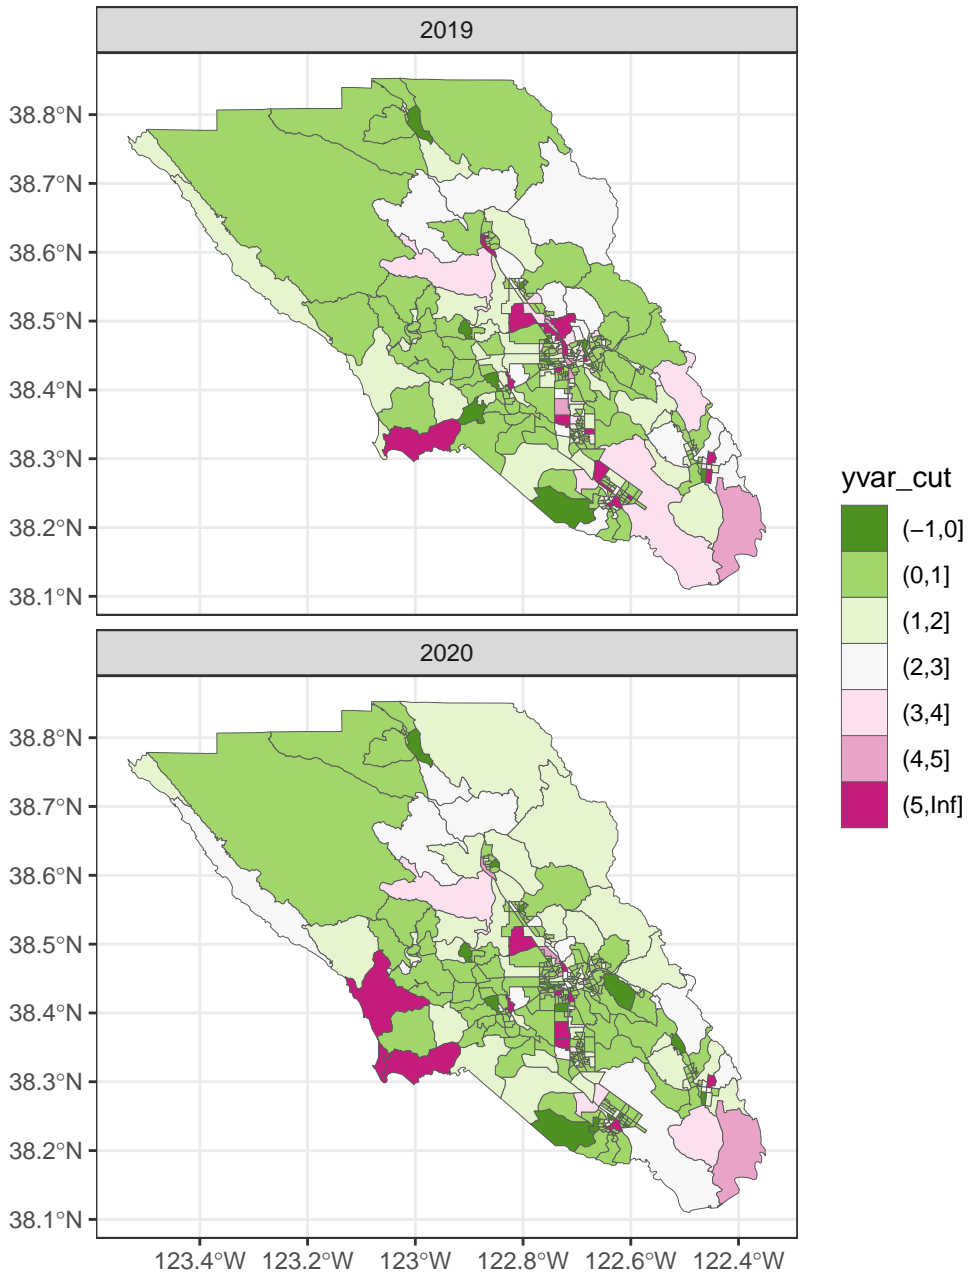 2019
38.8°N
38.7°N
38.6°N
38.5°N
38.4°N
38.3°N
38.2°N
38.1°N
2020
38.8°N
38.7°N
38.6°N
38.5°N
38.4°N
38.3°N
38.2°N
38.1°N
123.4°W 123.2°W 123°W 122.8°W 122.6°W 122.4°W
yvar_cut
(−1,0]
(0,1]
(1,2]
(2,3]
(3,4]
(4,5]
(5,Inf]